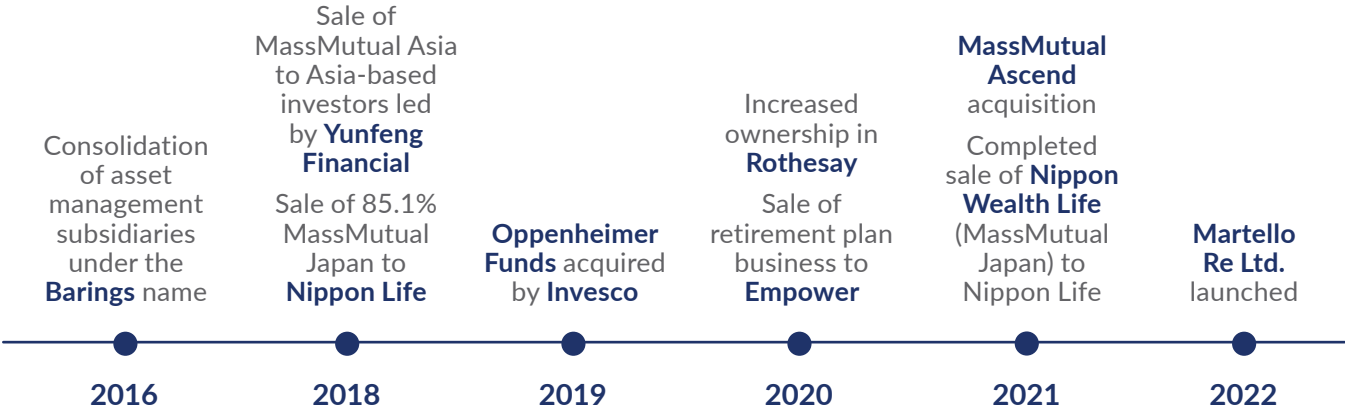 Consolidation
of asset
management
subsidiaries
under the
Barings name
2016
Sale of
MassMutual Asia
to Asia-based
investors led
by Yunfeng
Financial
Sale of 85.1%
MassMutual
Japan to
Nippon Life
2018
Oppenheimer
Funds acquired
by Invesco
2019
Increased
ownership in
Rothesay
Sale of
retirement plan
business to
Empower
2020
MassMutual
Ascend
acquisition
Completed
sale of Nippon
Wealth Life
(MassMutual
Japan) to
Nippon Life
2021
Martello
Re Ltd.
launched
2022